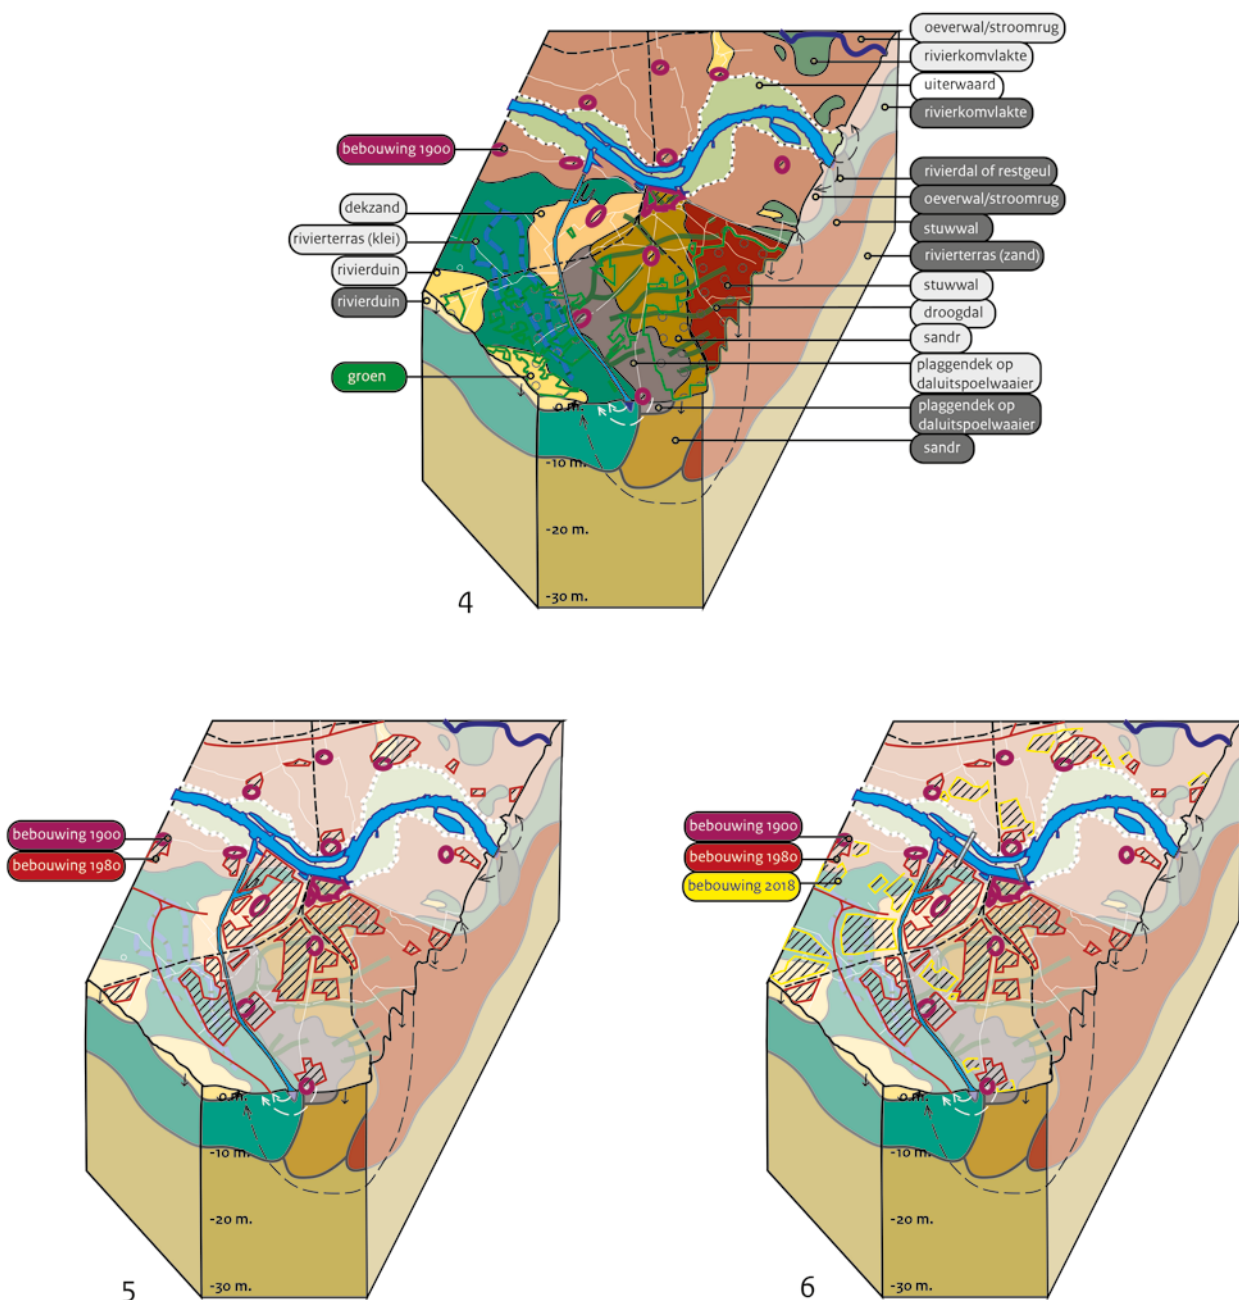 oeverwal/stroomrug
rivierkomvlakte
uiterwaard
rivierkomvlakte
bebouwing 1900
rivierdal of restgeul
oeverwal/stroomrug
dekzand
stuwwal
rivierterras (klei)
rivierterras (zand)
rivierduin
stuwwal
rivierduin
droogdal
sandr
groen
plaggendek op
daluitspoelwaaier
plaggendek op
daluitspoelwaaier
sandr
0 m.
-10 m.
-20 m.
-30 m.
4
bebouwing 1900
bebouwing 1980
0 m.
-10 m.
-20 m.
-30 m.
5
bebouwing 1900
bebouwing 1980
bebouwing 2018
0 m.
-10 m.
-20 m.
-30 m.
6